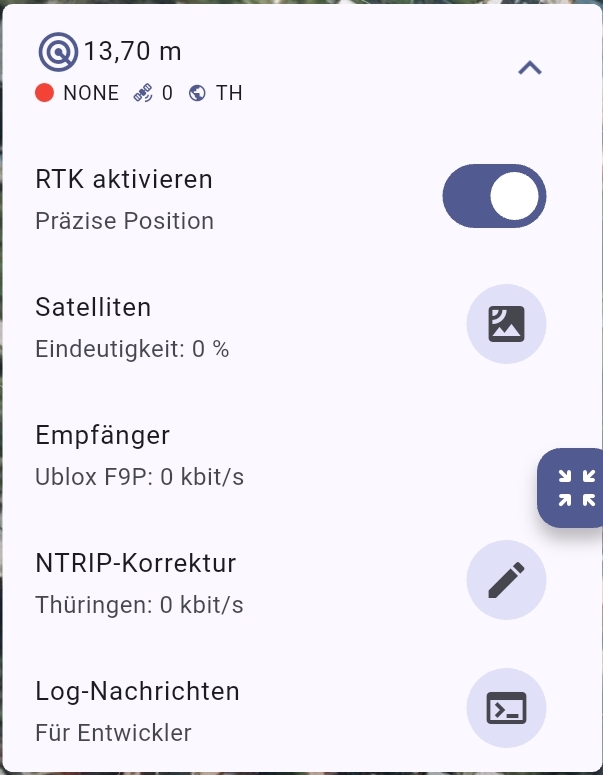 13,70 m
NONE 0 TH
RTK aktivieren
Präzise Position
Satelliten
Eindeutigkeit: 0 %
Empfänger
Ublox F9P: 0 kbit/s
NTRIP-Korrektur
Thüringen: 0 kbit/s
Log-Nachrichten
Für Entwickler